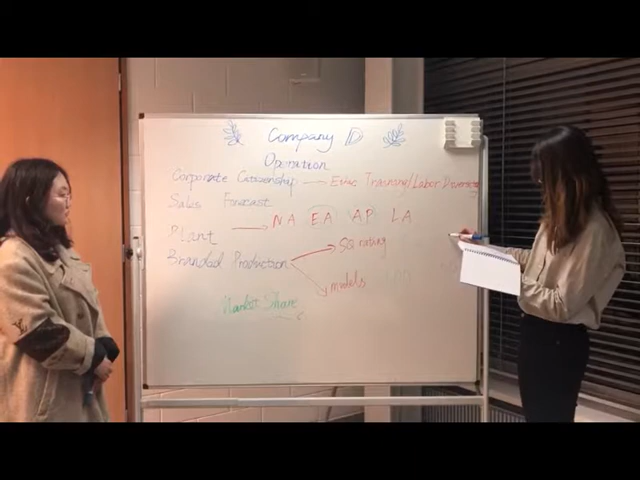 Company D
Operation
Corporate Citizenship → Ethics Training/Labor Diversity
Sales Forecast
Plant → NA EA AP LA
Branded Production → SQ rating
models
Market Share